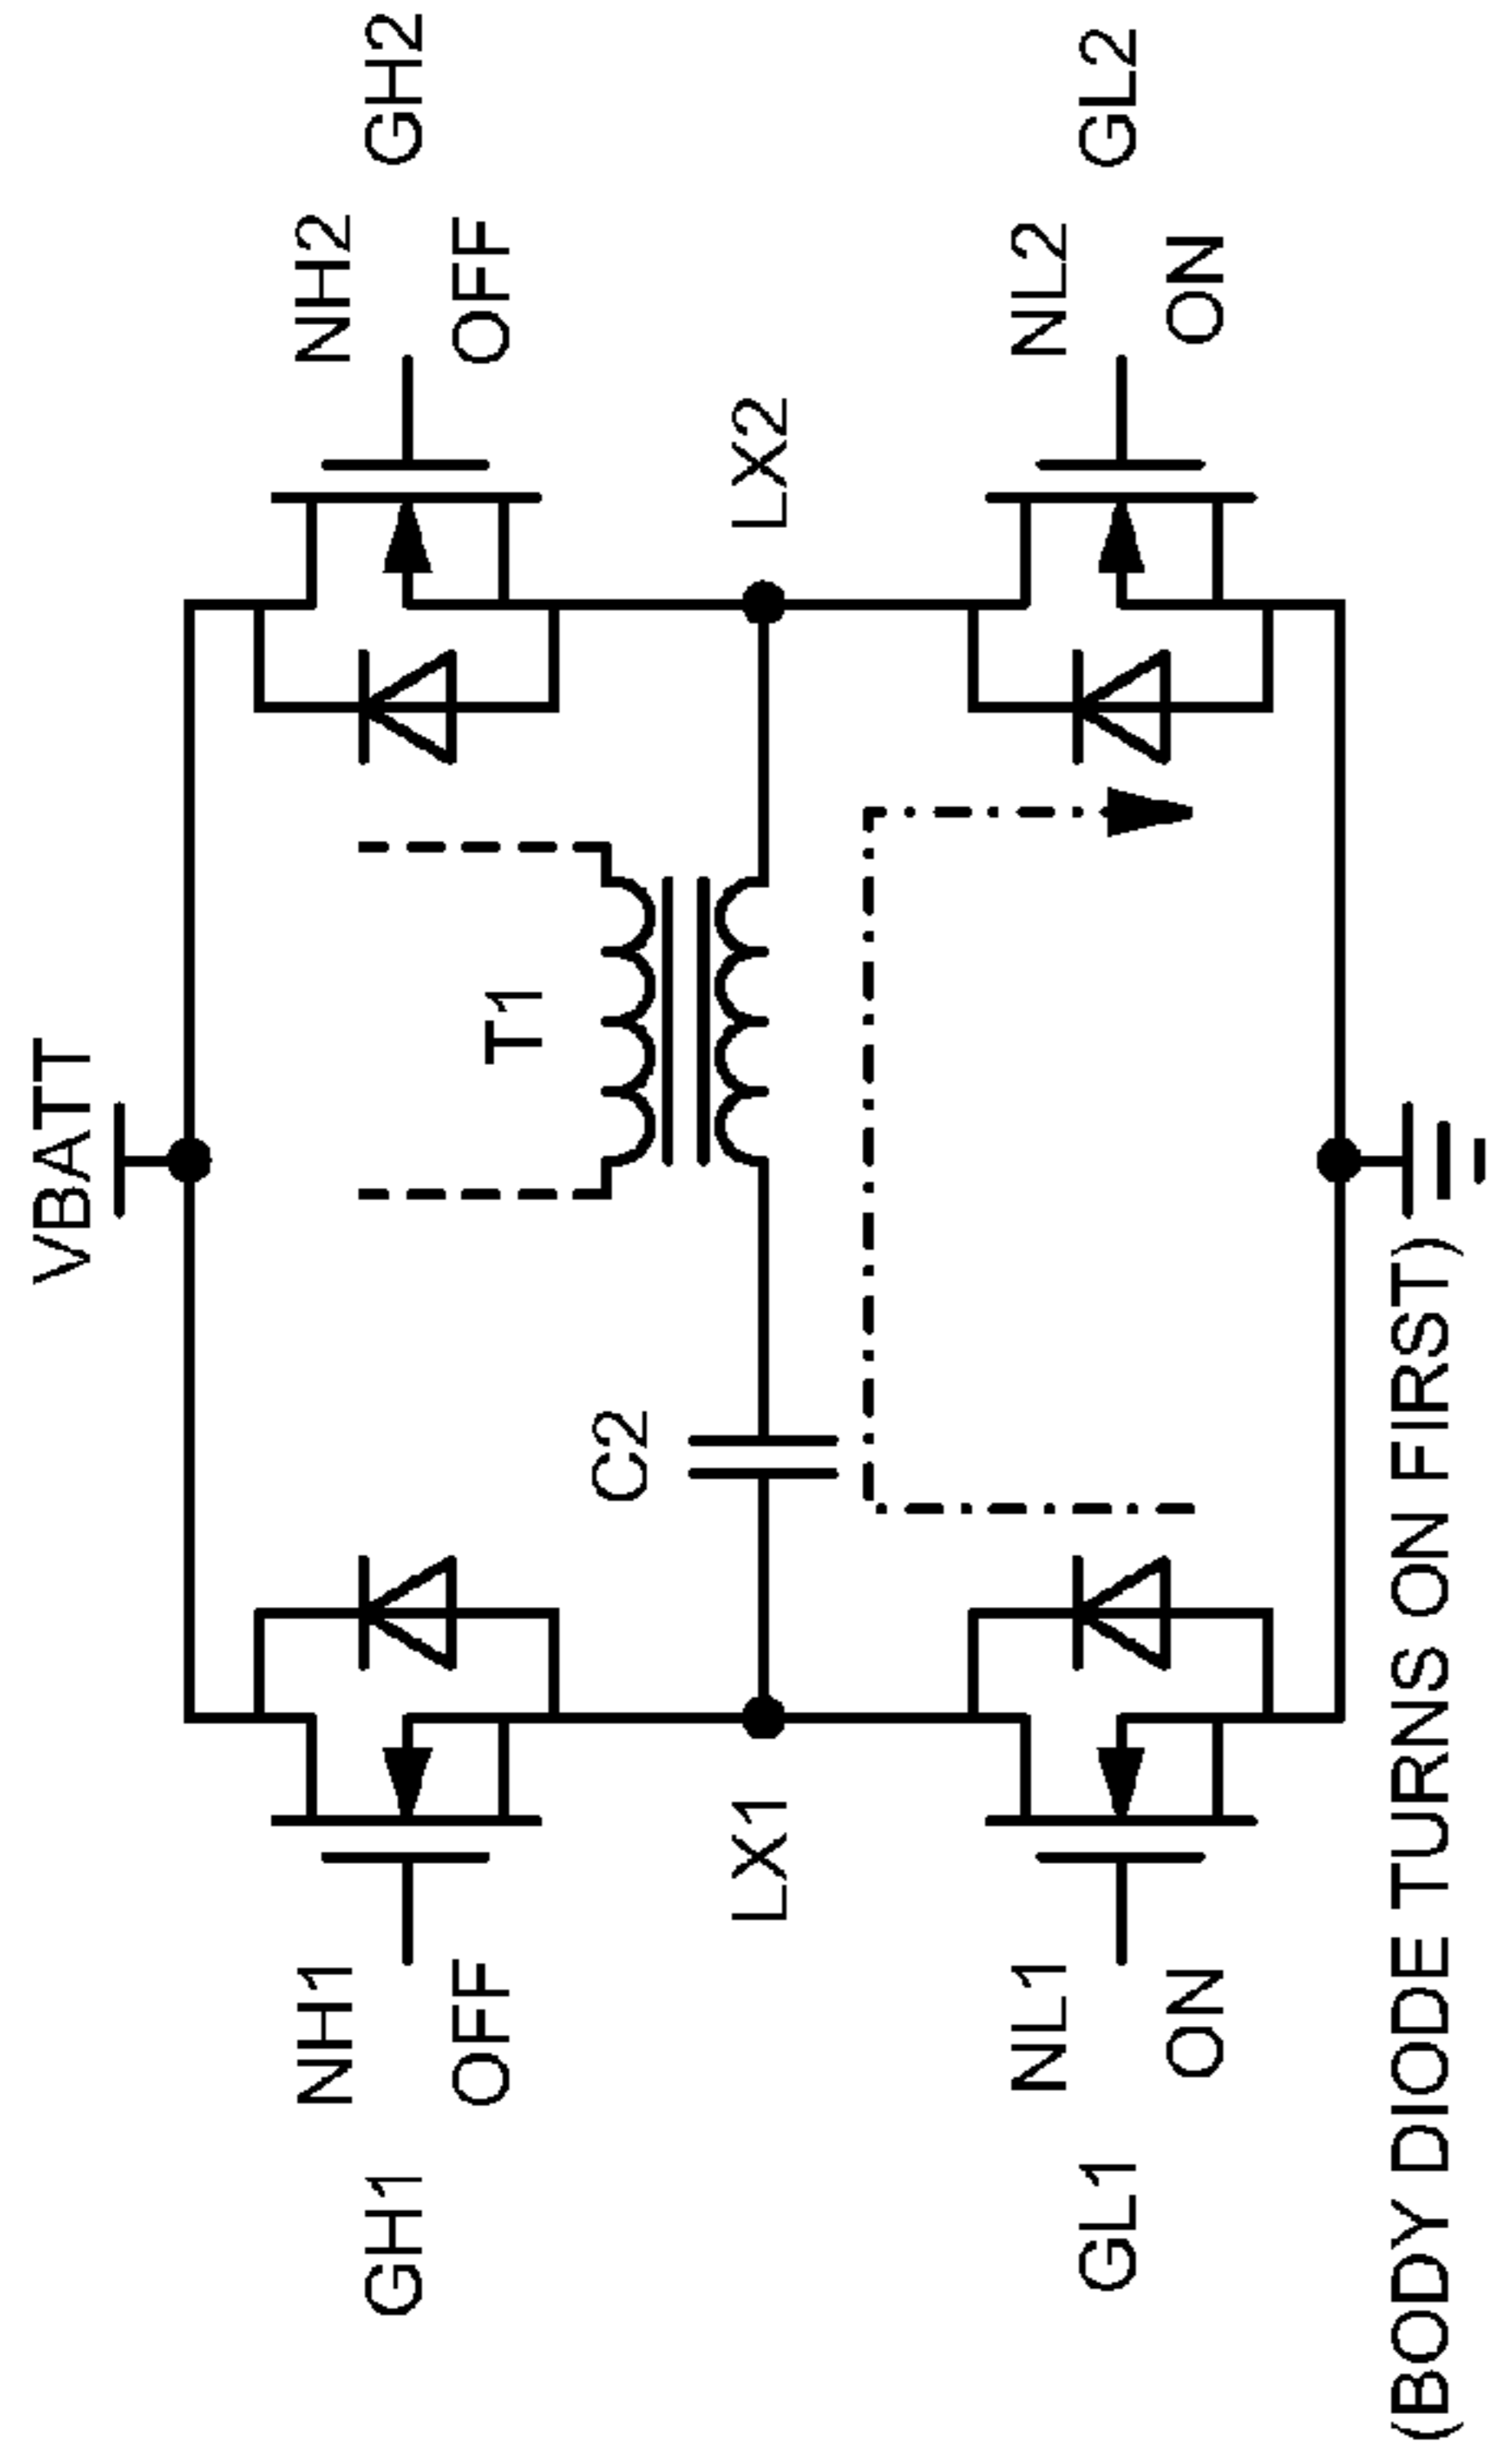 VBATT
GH1
NH1
OFF
NH2
GH2
OFF
T1
C2
LX1
LX2
GL1
NL1
ON
NL2
GL2
ON
(BODY DIODE TURNS ON FIRST)